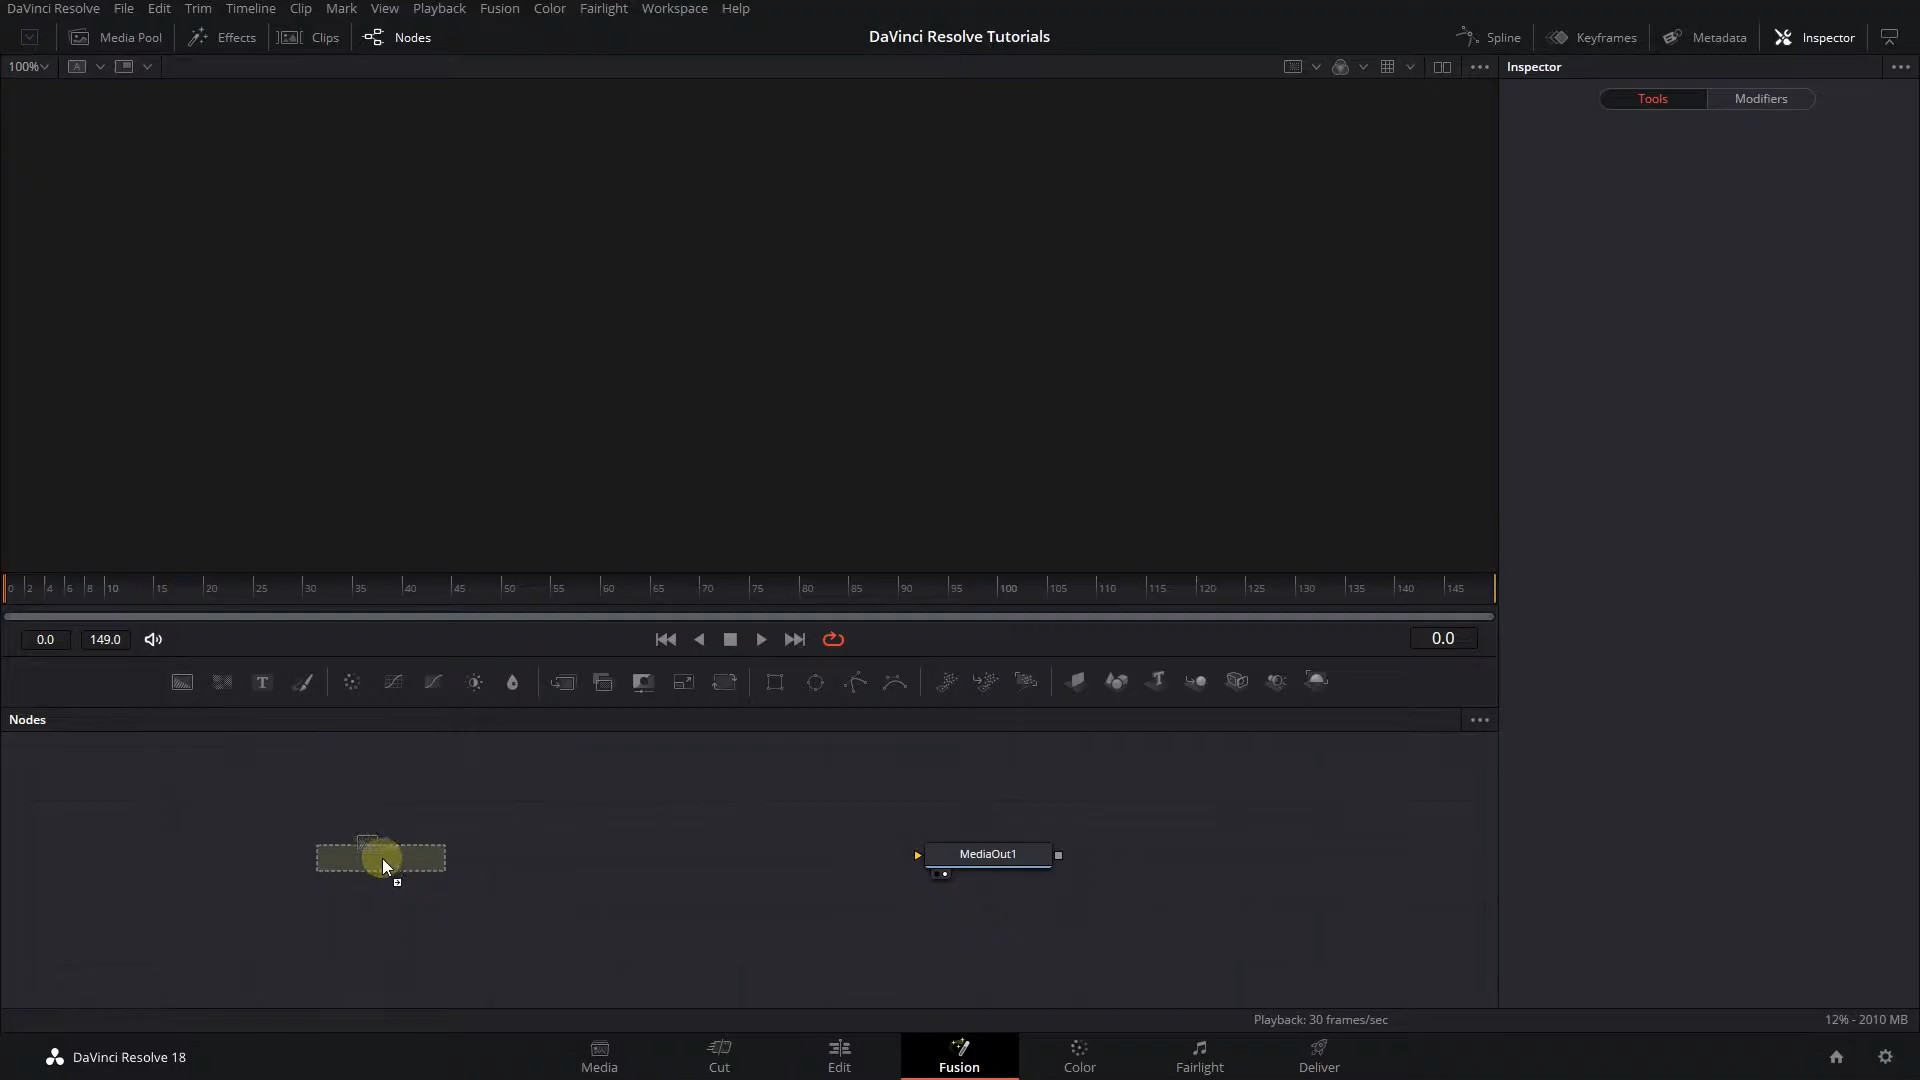 DaVinci Resolve File Edit Trim Timeline Clip Mark View Playback Fusion Color Fairlight Workspace Help
Media Pool Effects Clips Nodes DaVinci Resolve Tutorials Spline Keyframes Metadata Inspector
100% A Inspector
Tools Modifiers
0 2 4 6 8 10 15 20 25 30 35 40 45 50 55 60 65 70 75 80 85 90 95 100 105 110 115 120 125 130 135 140 145
0.0 149.0 0.0
T
Nodes
MediaOut1
Playback: 30 frames/sec 12% - 2010 MB
DaVinci Resolve 18 Media Cut Edit Fusion Color Fairlight Deliver